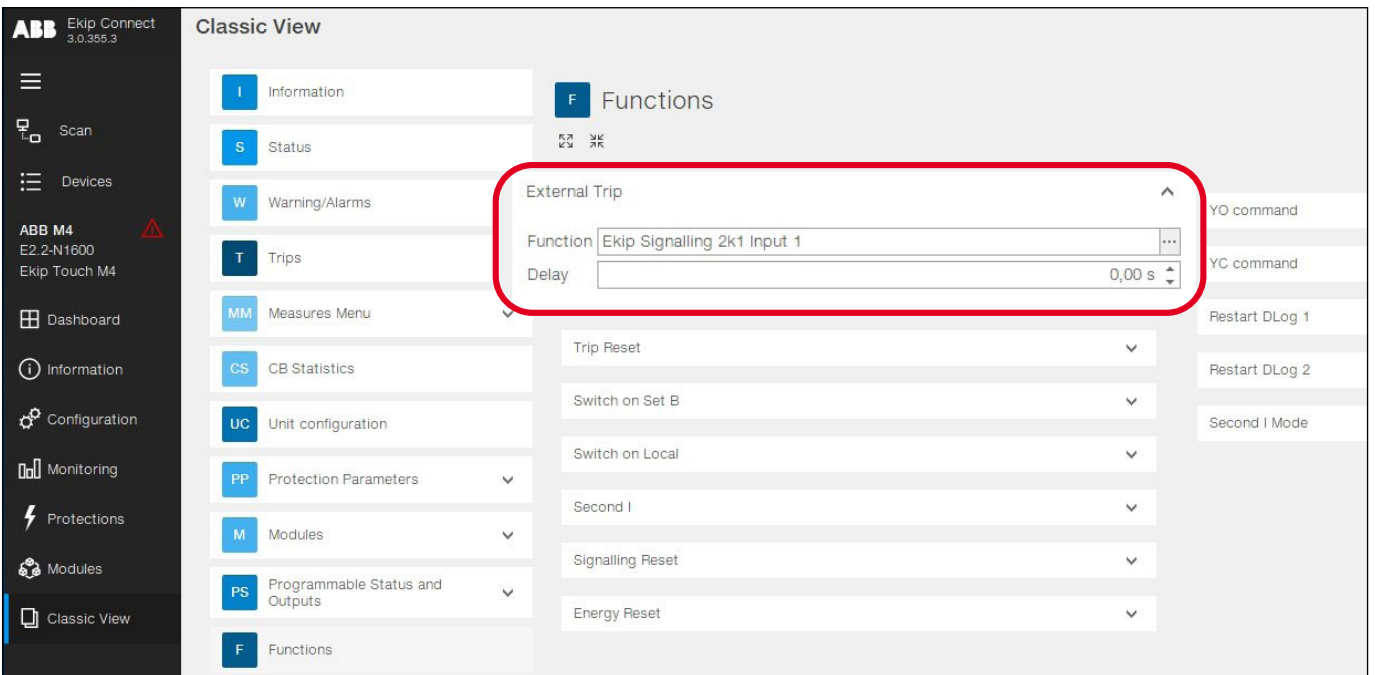 ABB
Ekip Connect
3.0.355.3
Scan
Devices
ABB M4
E2.2-N1600
Ekip Touch M4
Dashboard
Information
Configuration
Monitoring
Protections
Modules
Classic View
Classic View
I Information
S Status
W Warning/Alarms
T Trips
MM Measures Menu
CS CB Statistics
UC Unit configuration
PP Protection Parameters
M Modules
PS Programmable Status and
Outputs
F Functions
F Functions
External Trip
Function Ekip Signalling 2k1 Input 1 ...
Delay 0,00 s
Trip Reset
Switch on Set B
Switch on Local
Second I
Signalling Reset
Energy Reset
YO command
YC command
Restart DLog 1
Restart DLog 2
Second I Mode